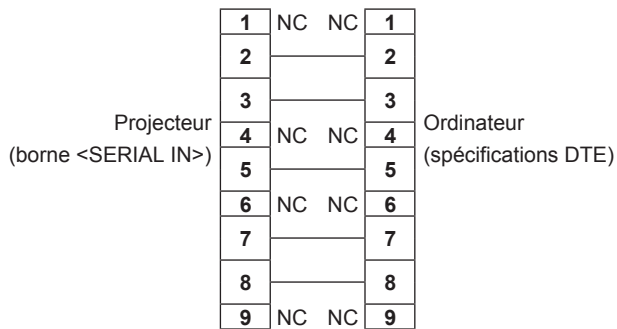 1 NC NC 1
2 2
3 3
Projecteur
(borne <SERIAL IN>)
4 NC NC 4
Ordinateur
(spécifications DTE)
5 5
6 NC NC 6
7 7
8 8
9 NC NC 9